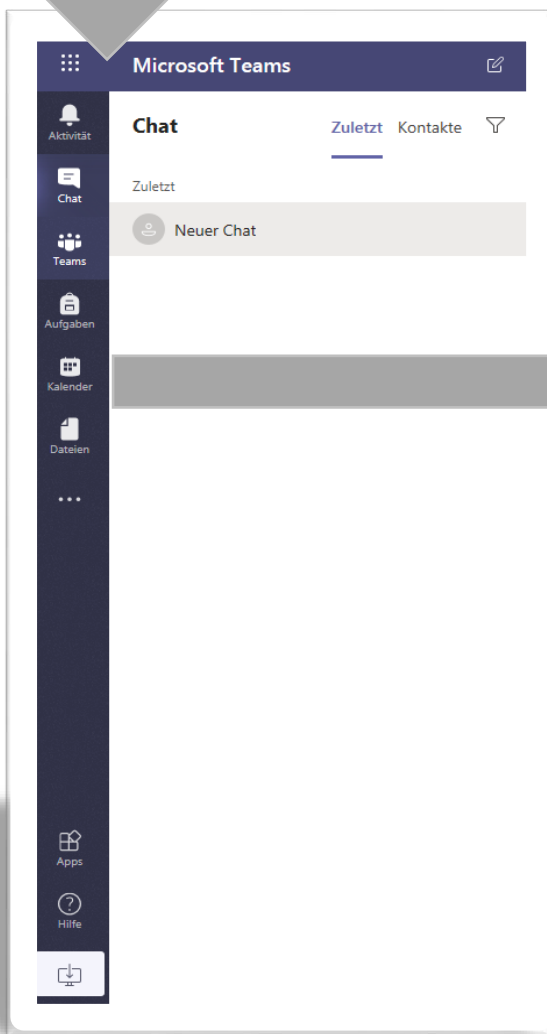 Microsoft Teams
Aktivität
Chat
Teams
Aufgaben
Kalender
Dateien
...
Apps
Hilfe
Chat
Zuletzt Kontakte
Zuletzt
Neuer Chat